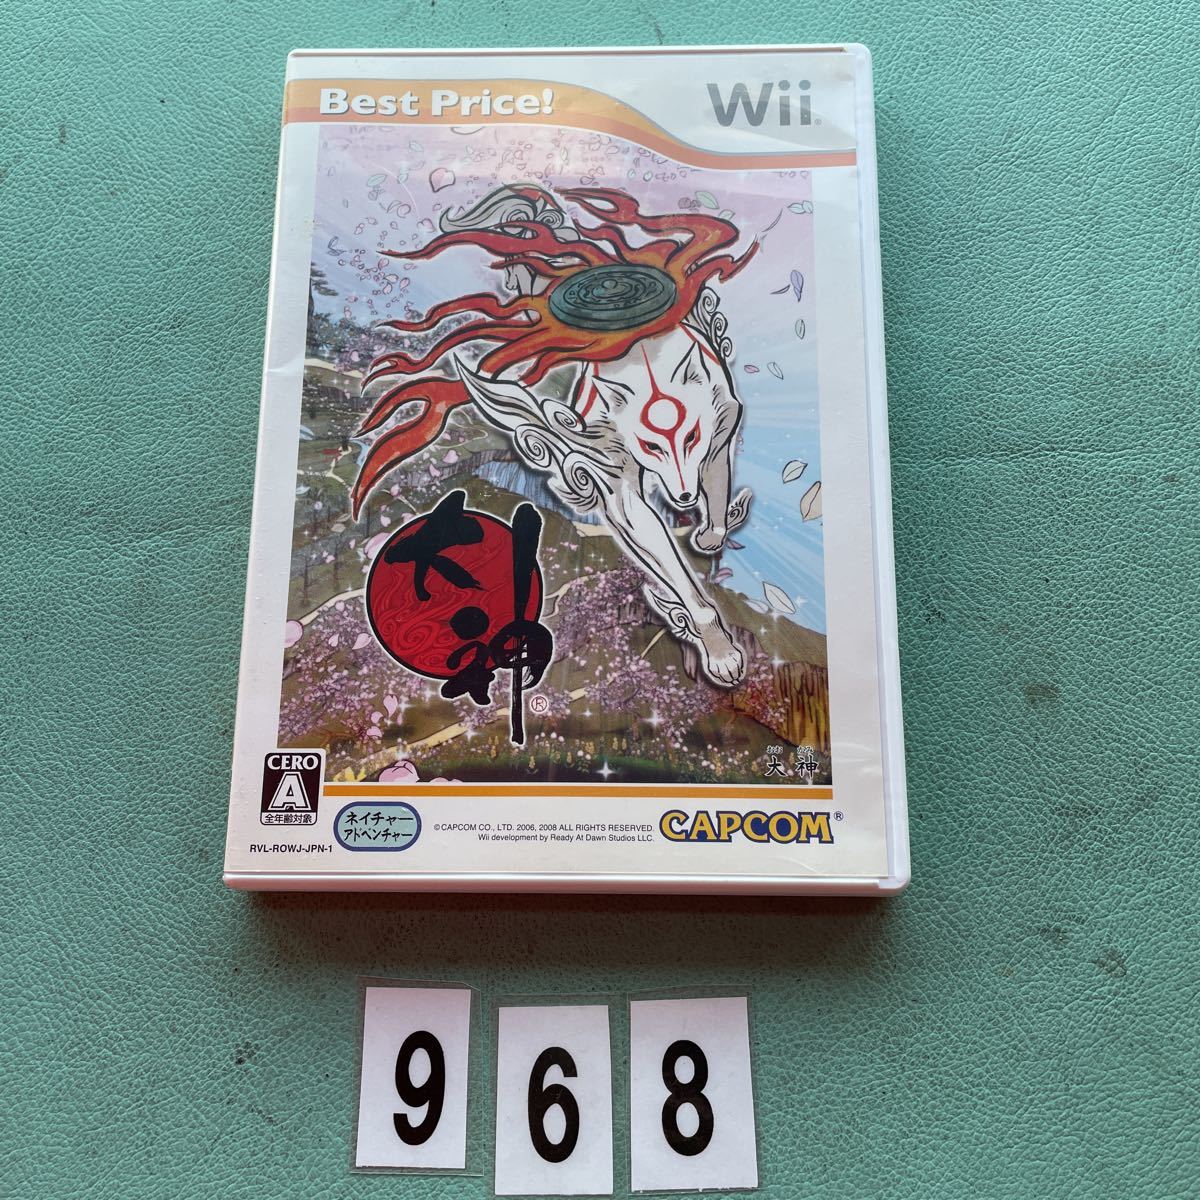 Best Price!
Wii
大神
®
おお かみ
大 神
CERO
A
全年齢対象
ネイチャー
アドベンチャー
RVL-ROWJ-JPN-1
©CAPCOM CO., LTD. 2006, 2008 ALL RIGHTS RESERVED.
Wii development by Ready At Dawn Studios LLC.
CAPCOM®
9 6 8